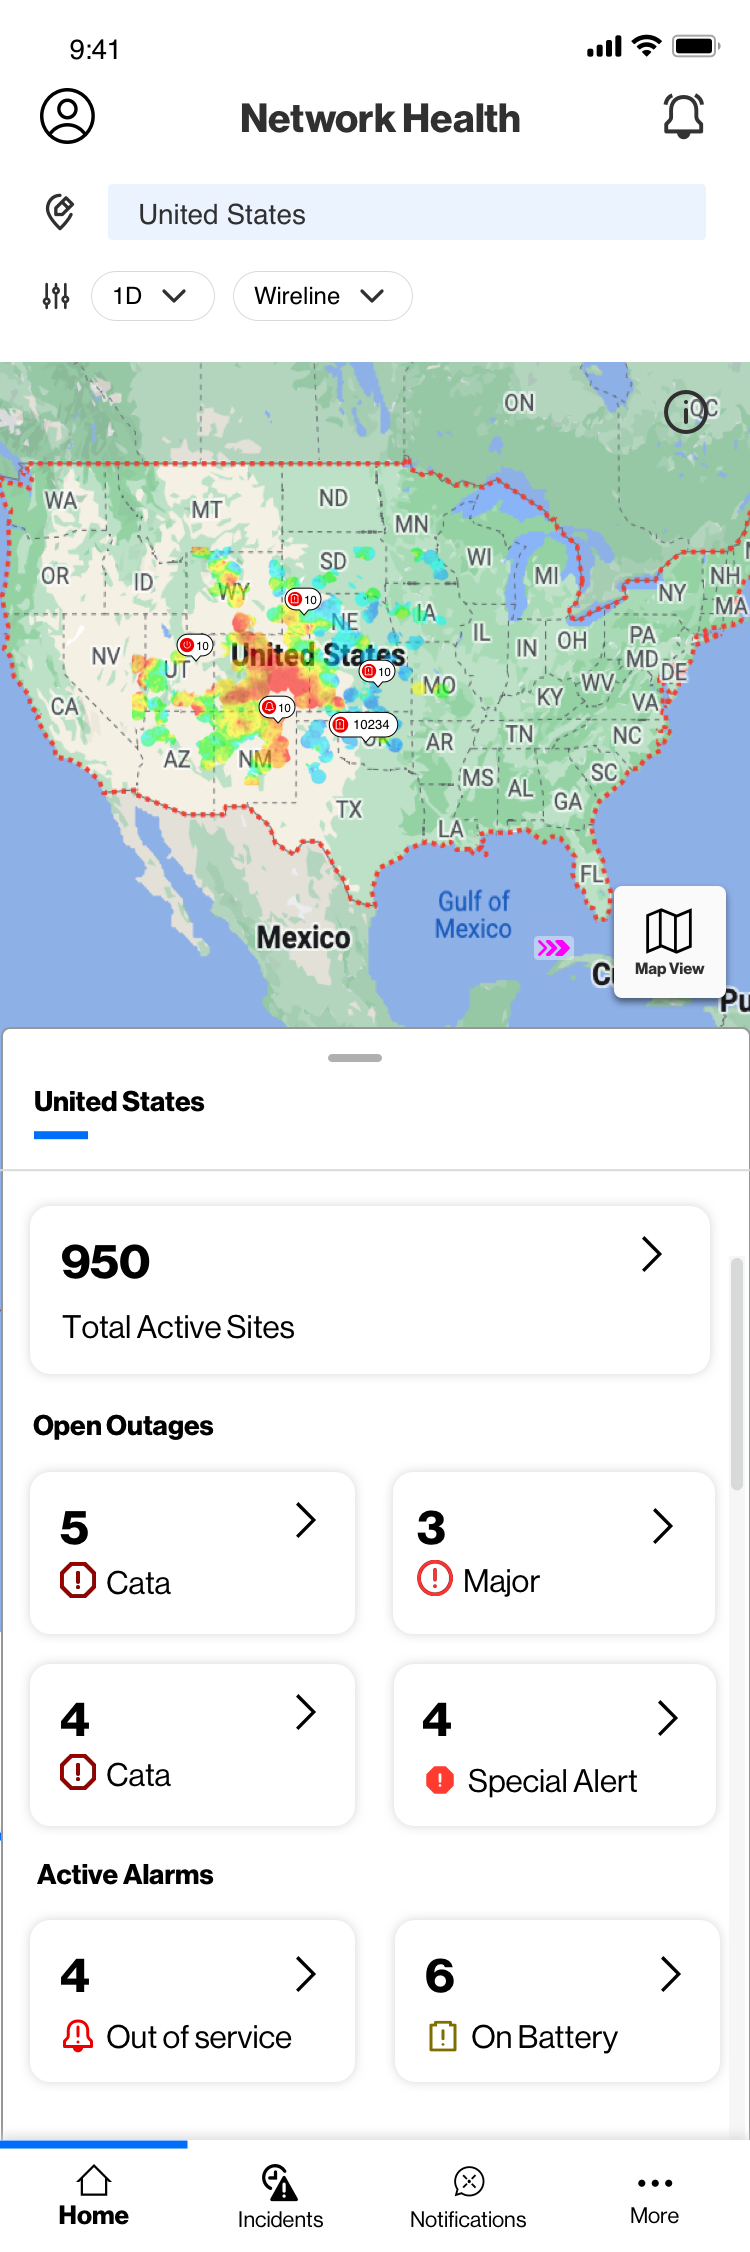 9:41
Network Health
United States
1D
Wireline
ON
QC
WA
MT
ND
MN
OR
ID
SD
WI
MI
NY
NH
MA
WY
NE
IA
10
IL
IN
OH
PA
NV
UT
10
United States
MD
DE
10
MO
KY
WV
VA
CA
10
10234
AZ
NM
OK
AR
TN
NC
MS
AL
SC
GA
TX
LA
FL
Gulf of
Mexico
Mexico
Map View
United States
950
Total Active Sites
Open Outages
5
Cata
3
Major
4
Cata
4
Special Alert
Active Alarms
4
Out of service
6
On Battery
Home
Incidents
Notifications
More